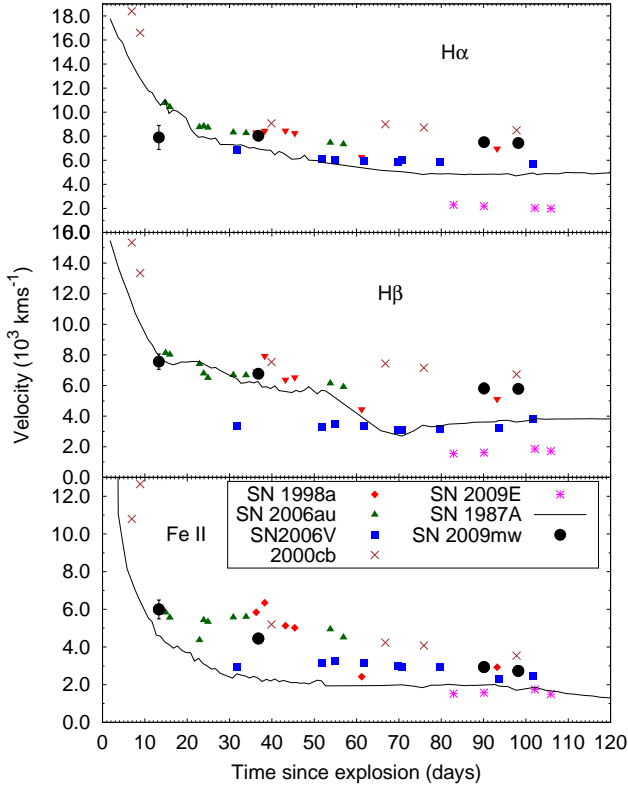 18.0
16.0
14.0
12.0
10.0
8.0
6.0
4.0
2.0
Hα
16.0
0.0
14.0
12.0
10.0
8.0
6.0
4.0
2.0
0.0
Hβ
Velocity (10³ kms⁻¹)
12.0
10.0
8.0
6.0
4.0
2.0
0.0
Fe II
SN 1998a
SN 2006au
SN2006V
2000cb
SN 2009E
SN 1987A
SN 2009mw
0 10 20 30 40 50 60 70 80 90 100 110 120
Time since explosion (days)